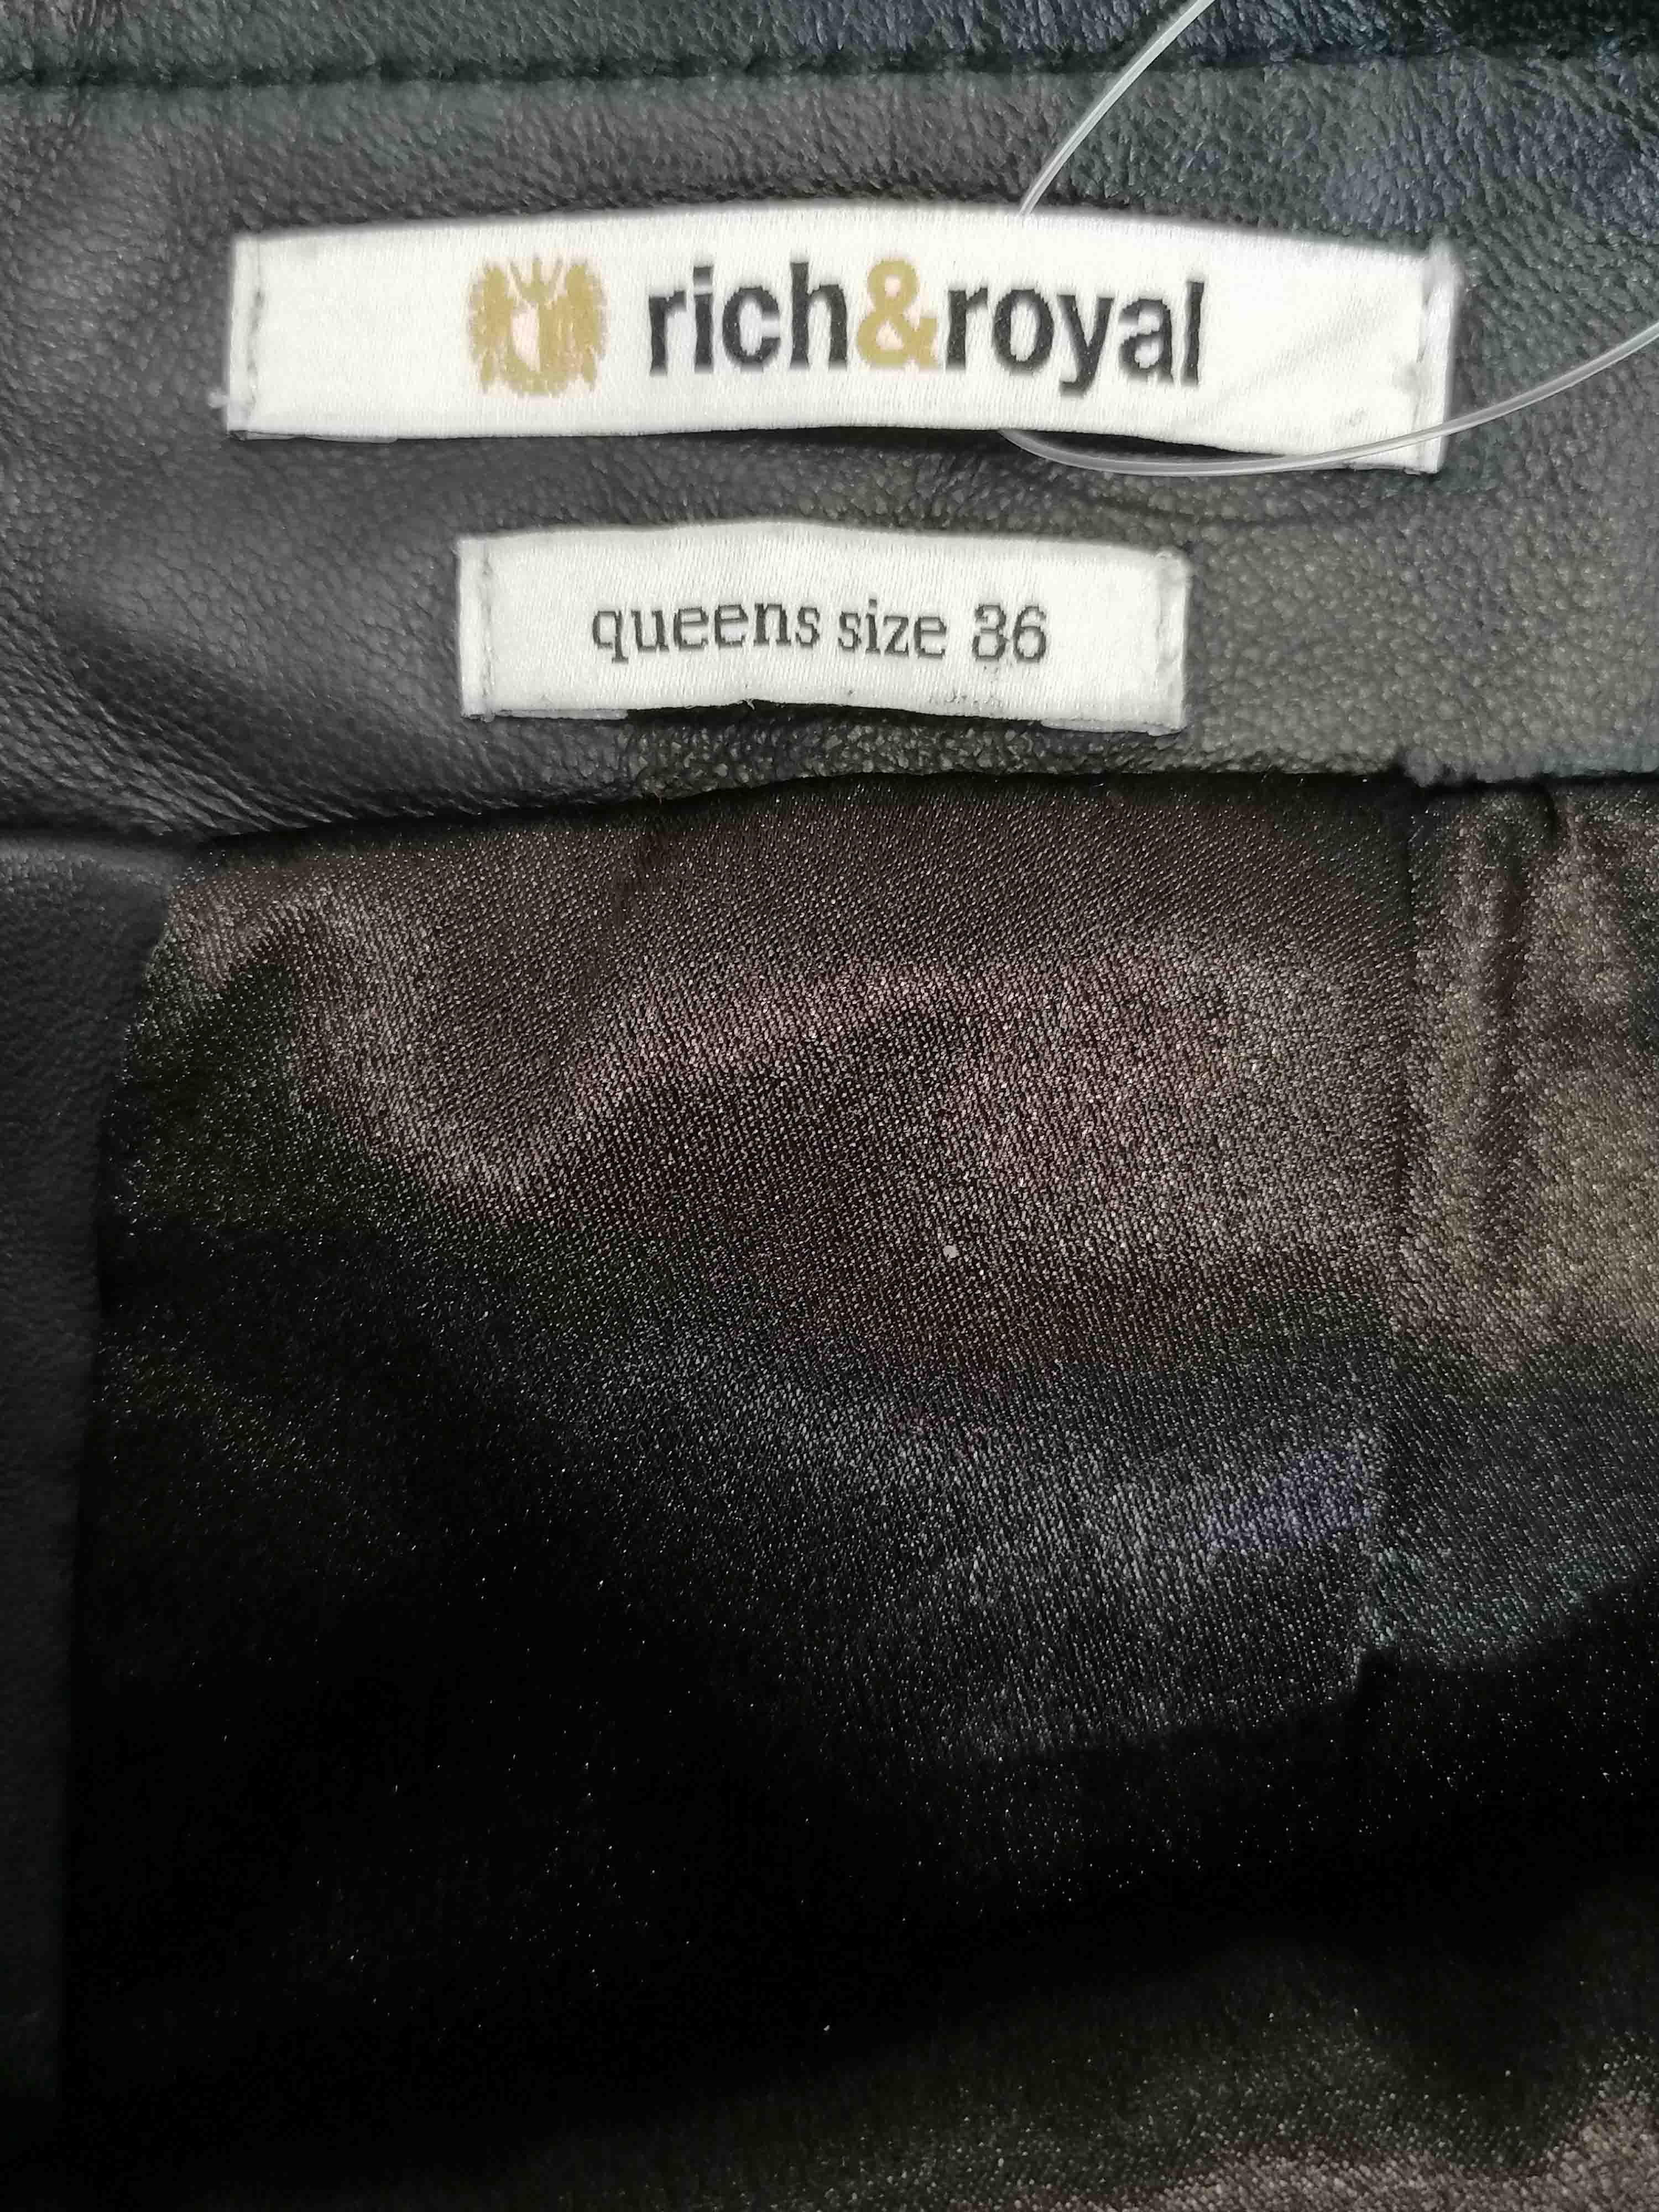 rich&royal
queens size 36